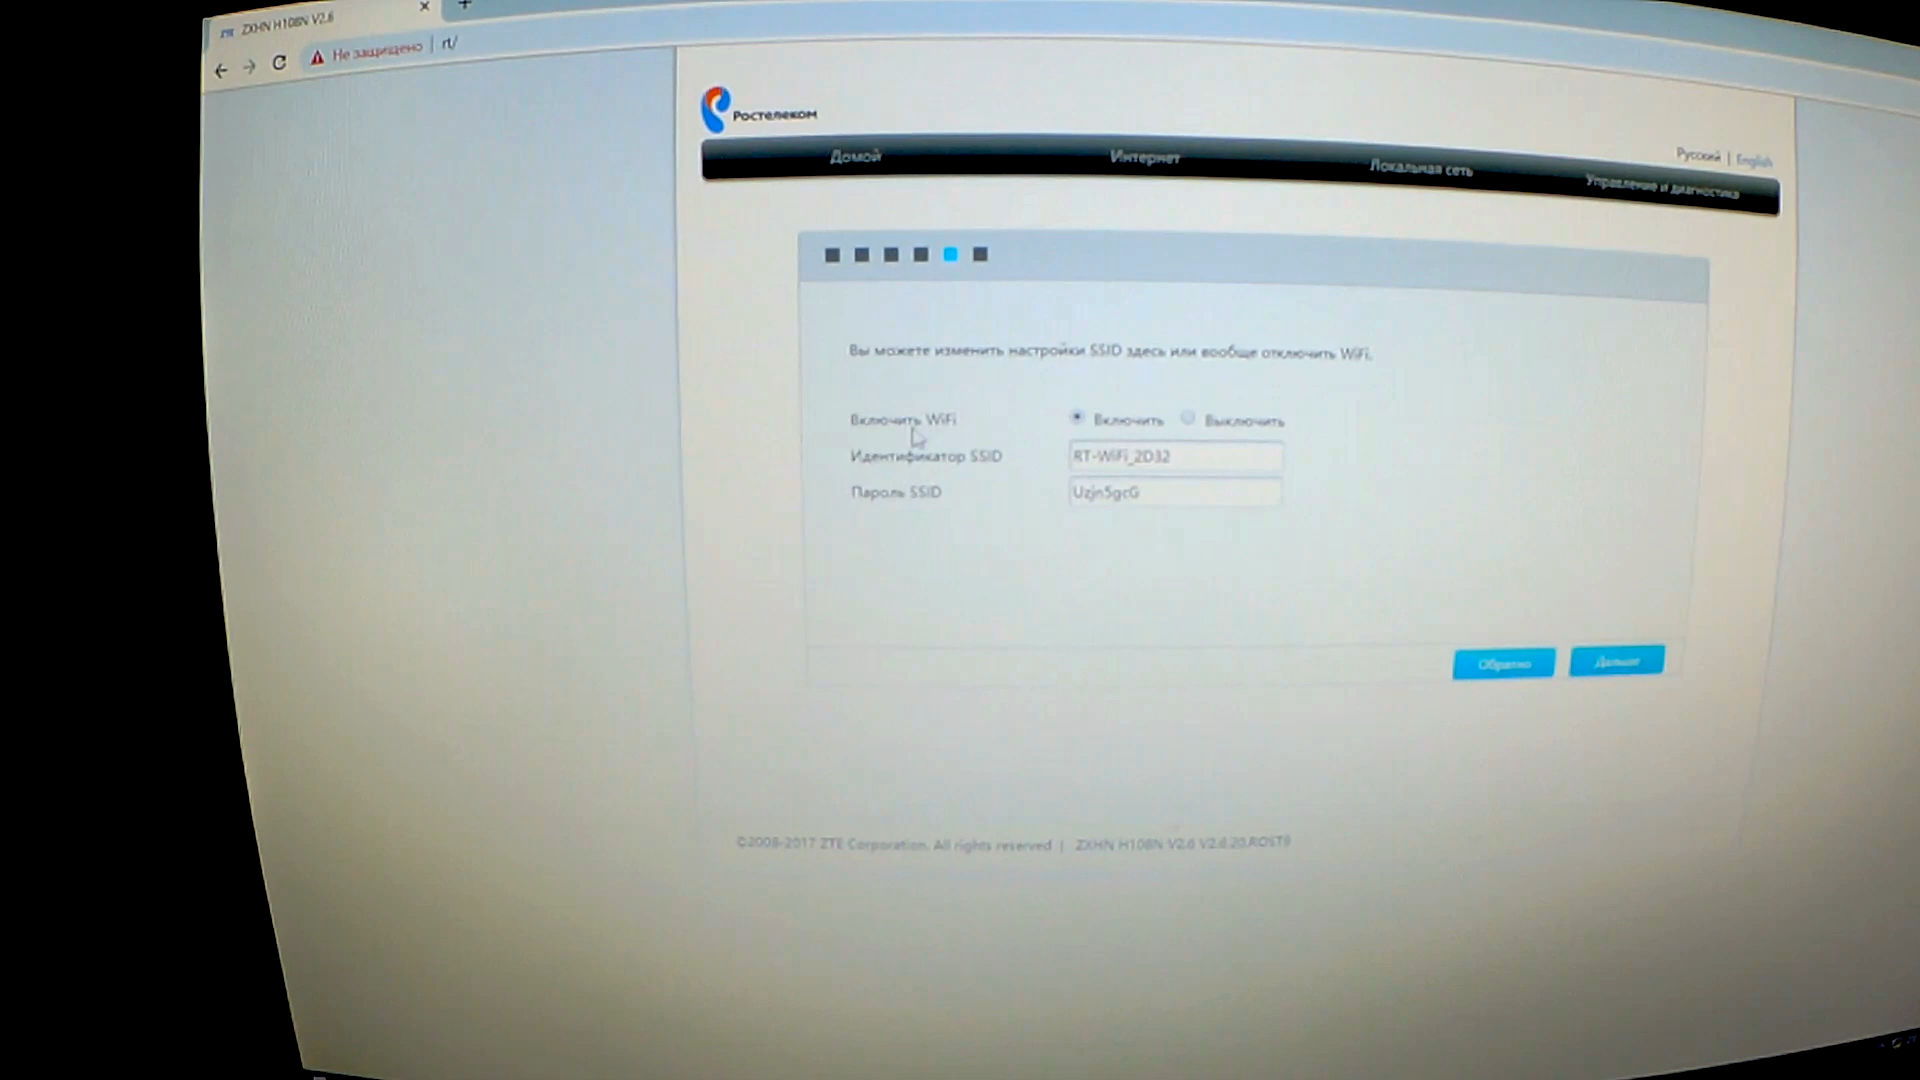 ZXHN H108N V2.6
Не защищено | rt/
Ростелеком
Русский | English
Домой Интернет Локальная сеть Управление и диагностика
Вы можете изменить настройки SSID здесь или вообще отключить WiFi.
Включить WiFi Включить Выключить
Идентификатор SSID RT-WiFi_2D32
Пароль SSID Uzjn5gcG
Обратно Дальше
©2008-2017 ZTE Corporation. All rights reserved | ZXHN H108N V2.6 V2.6.20.ROST6